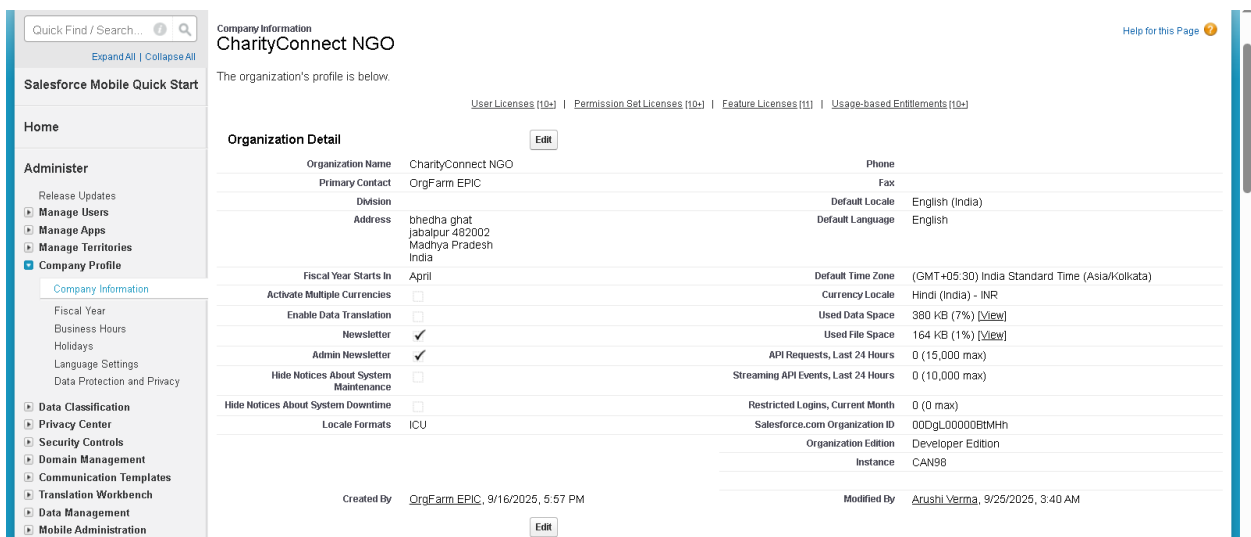 Quick Find / Search...
Expand All | Collapse All
Salesforce Mobile Quick Start
Home
Administer
Release Updates
Manage Users
Manage Apps
Manage Territories
Company Profile
Company Information
Fiscal Year
Business Hours
Holidays
Language Settings
Data Protection and Privacy
Data Classification
Privacy Center
Security Controls
Domain Management
Communication Templates
Translation Workbench
Data Management
Mobile Administration
Company Information
CharityConnect NGO
Help for this Page
The organization's profile is below.
User Licenses [10+] | Permission Set Licenses [10+] | Feature Licenses [11] | Usage-based Entitlements [10+]
Organization Detail Edit
Organization Name CharityConnect NGO Phone
Primary Contact OrgFarm EPIC Fax
Division Default Locale English (India)
Address bhedha ghat Default Language English
jabalpur 482002
Madhya Pradesh
India
Fiscal Year Starts In April Default Time Zone (GMT+05:30) India Standard Time (Asia/Kolkata)
Activate Multiple Currencies Currency Locale Hindi (India) - INR
Enable Data Translation Used Data Space 380 KB (7%) [View]
Newsletter Used File Space 164 KB (1%) [View]
Admin Newsletter API Requests, Last 24 Hours 0 (15,000 max)
Hide Notices About System Maintenance Streaming API Events, Last 24 Hours 0 (10,000 max)
Hide Notices About System Downtime Restricted Logins, Current Month 0 (0 max)
Locale Formats ICU Salesforce.com Organization ID 00DgL00000BtMHh
Organization Edition Developer Edition
Instance CAN98
Created By OrgFarm EPIC, 9/16/2025, 5:57 PM Modified By Arushi Verma, 9/25/2025, 3:40 AM
Edit